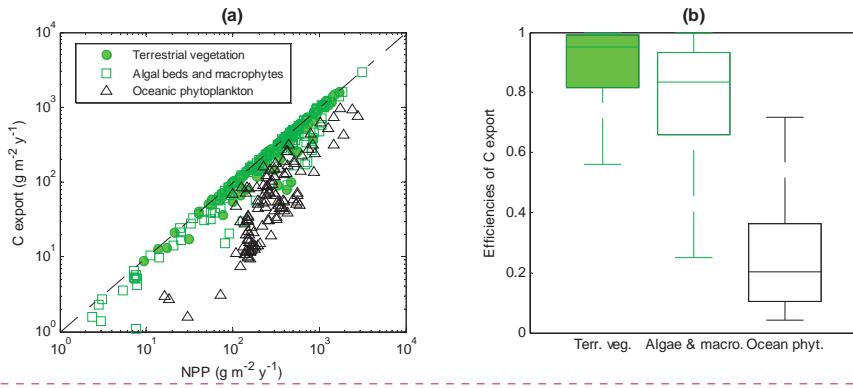 (a)
10^4
10^3
10^2
10^1
10^0
C export (g m^-2 y^-1)
Terrestrial vegetation
Algal beds and macrophytes
Oceanic phytoplankton
10^0 10^1 10^2 10^3 10^4
NPP (g m^-2 y^-1)
(b)
1
0.8
0.6
0.4
0.2
0
Efficiencies of C export
Terr. veg. Algae & macro. Ocean phyt.